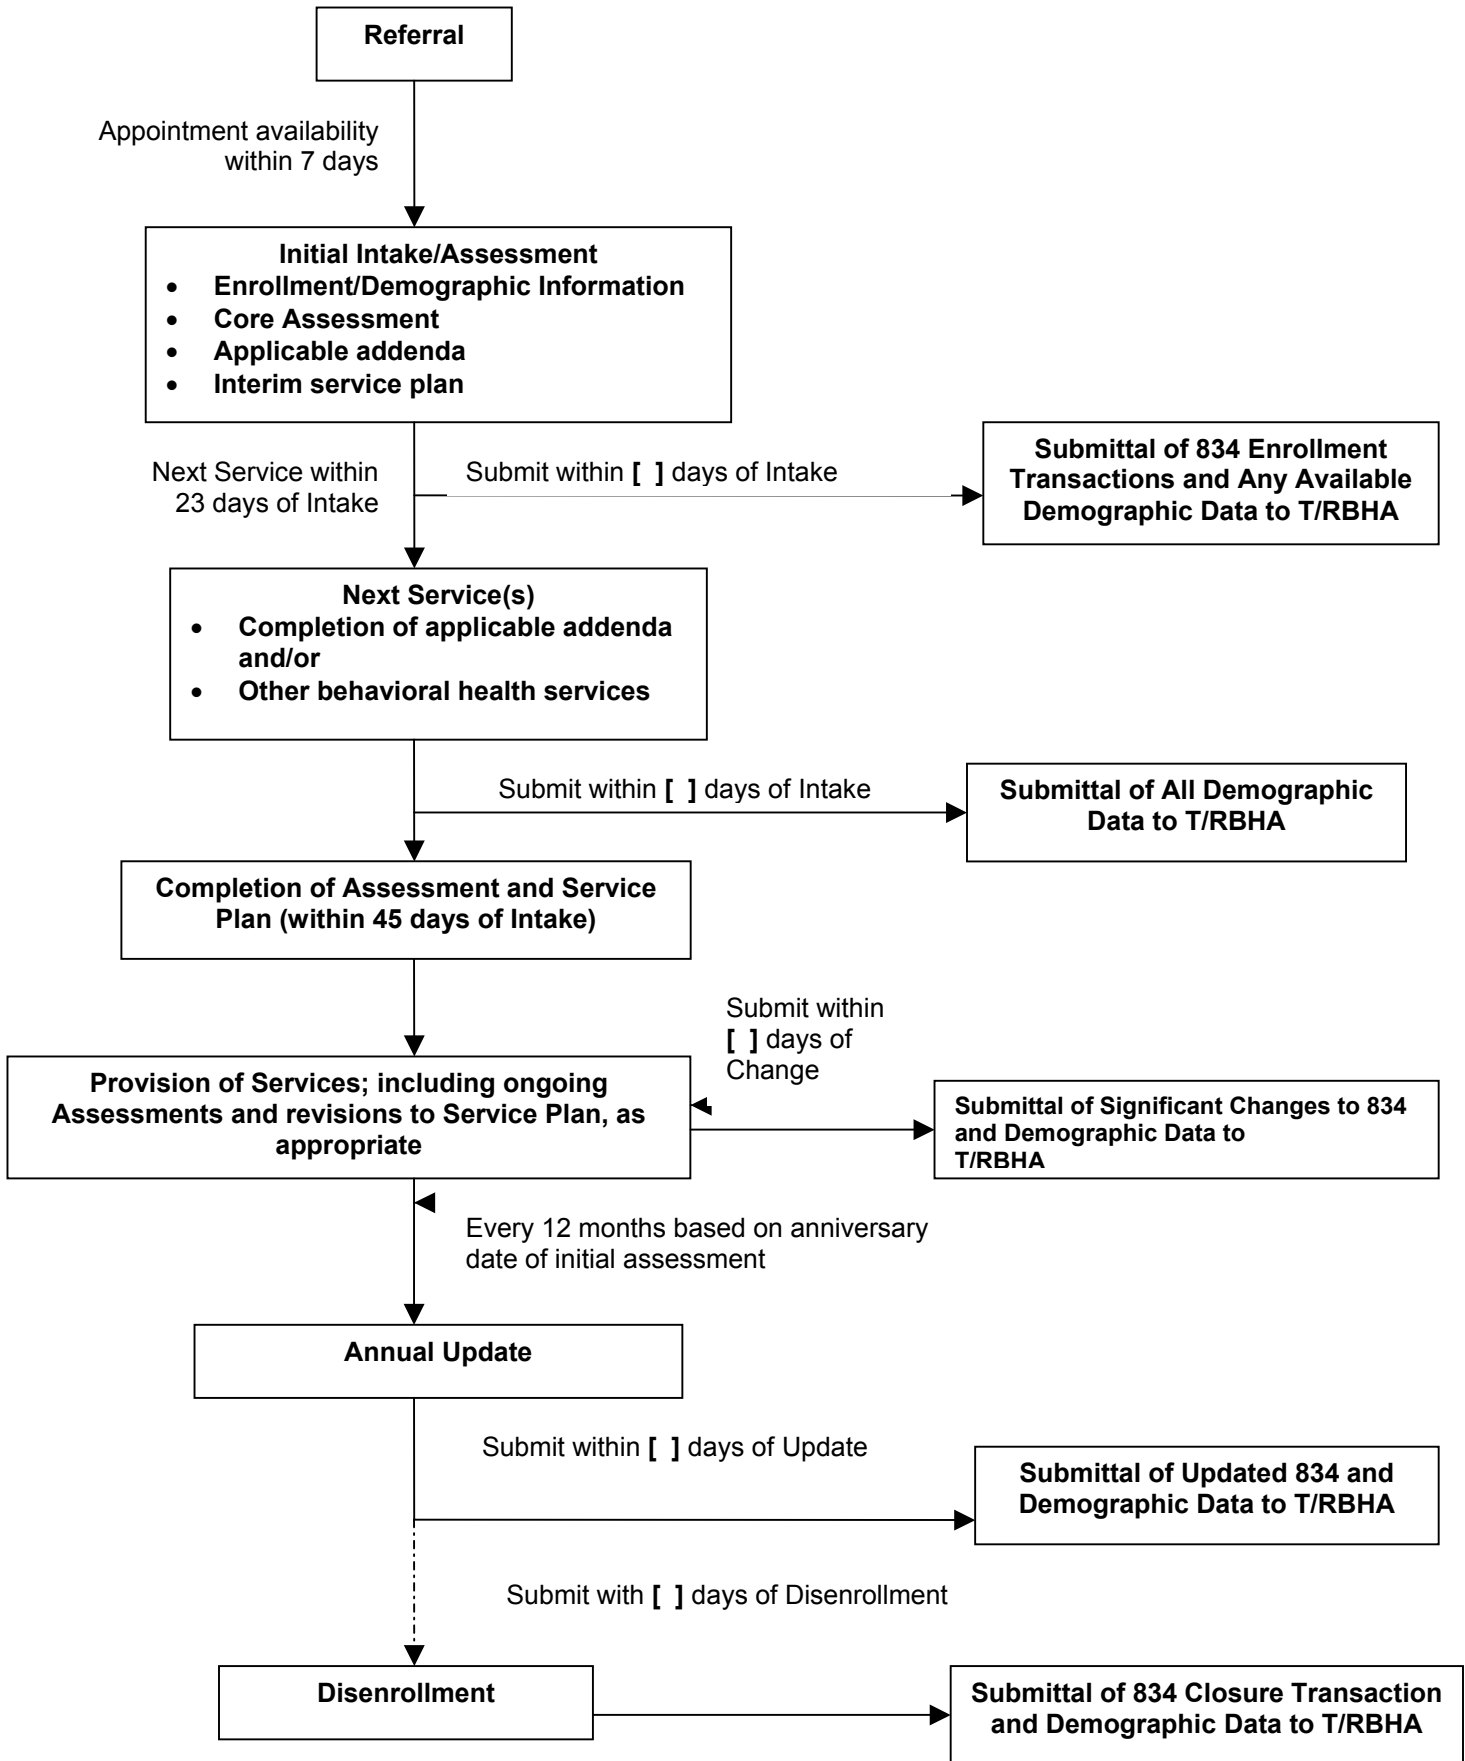 Referral
Appointment availability
within 7 days
Initial Intake/Assessment
• Enrollment/Demographic Information
• Core Assessment
• Applicable addenda
• Interim service plan
Next Service within
23 days of Intake
Submit within [ ] days of Intake
Submittal of 834 Enrollment
Transactions and Any Available
Demographic Data to T/RBHA
Next Service(s)
• Completion of applicable addenda
and/or
• Other behavioral health services
Submit within [ ] days of Intake
Submittal of All Demographic
Data to T/RBHA
Completion of Assessment and Service
Plan (within 45 days of Intake)
Submit within
[ ] days of
Change
Provision of Services; including ongoing
Assessments and revisions to Service Plan, as
appropriate
Submittal of Significant Changes to 834
and Demographic Data to
T/RBHA
Every 12 months based on anniversary
date of initial assessment
Annual Update
Submit within [ ] days of Update
Submittal of Updated 834 and
Demographic Data to T/RBHA
Submit with [ ] days of Disenrollment
Disenrollment
Submittal of 834 Closure Transaction
and Demographic Data to T/RBHA